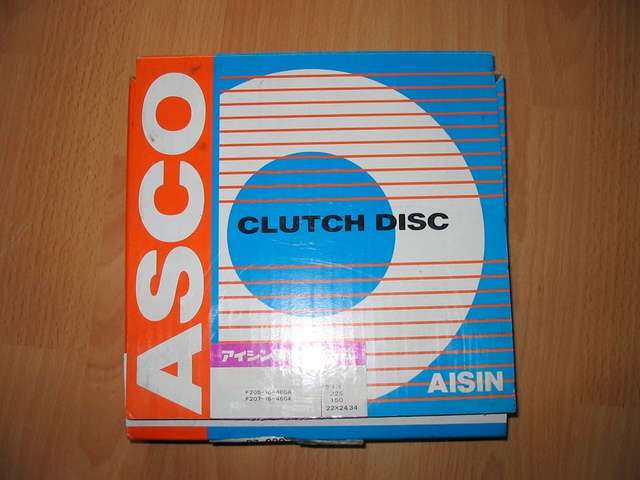 ASCO
CLUTCH DISC
アイシン
F205-16-460A
F207-16-460A
225
150
22X24.34
AISIN